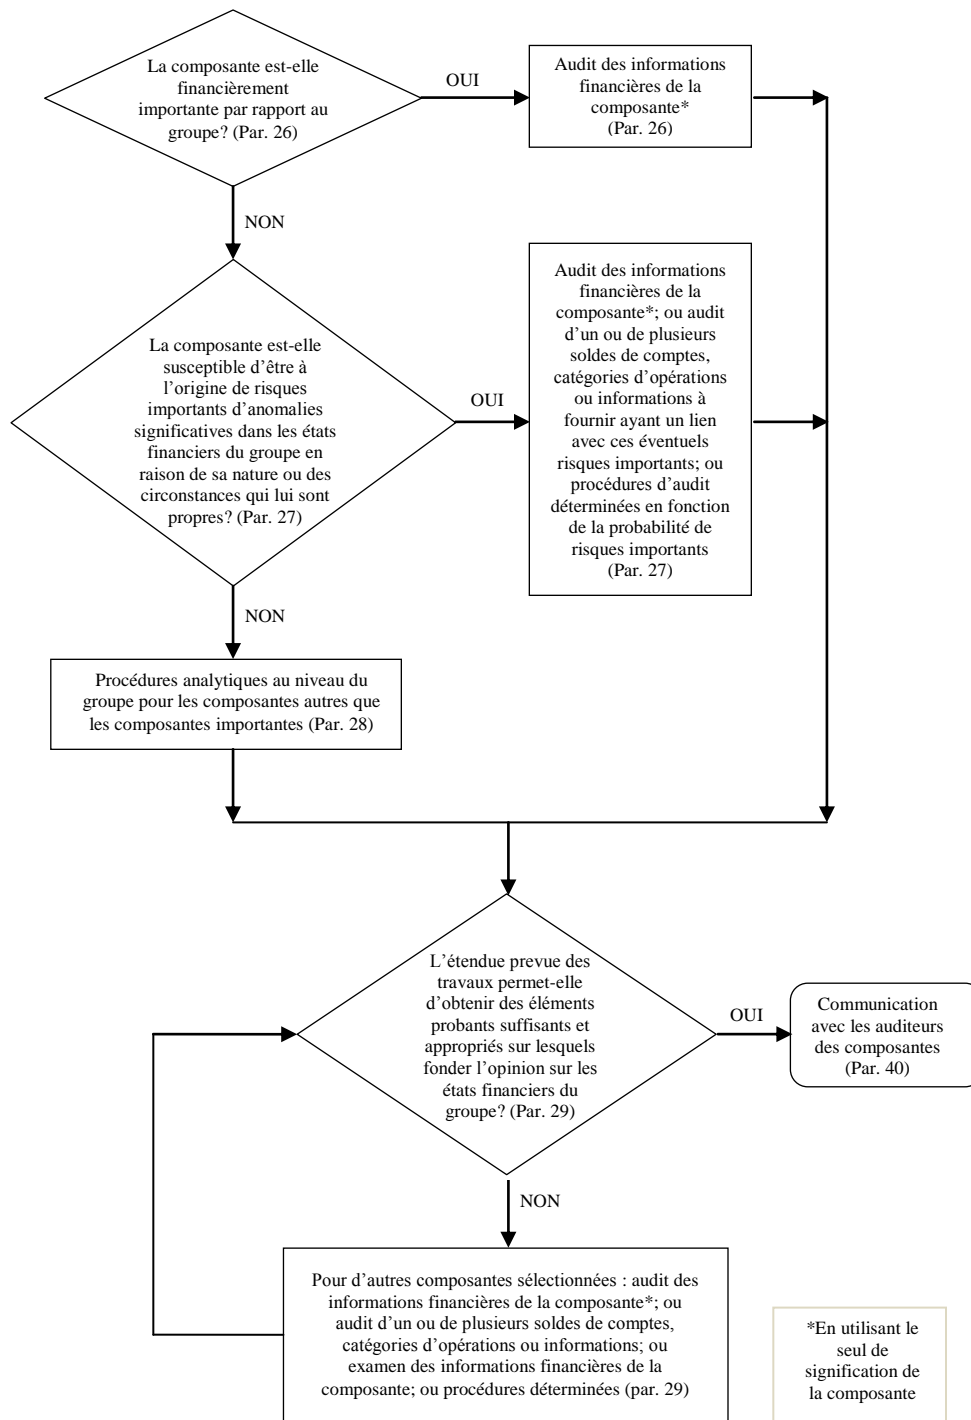 La composante est-elle
financièrement
importante par rapport au
groupe? (Par. 26)
OUI
Audit des informations
financières de la
composante*
(Par. 26)
NON
La composante est-elle
susceptible d'être à
l'origine de risques
importants d'anomalies
significatives dans les états
financiers du groupe en
raison de sa nature ou des
circonstances qui lui sont
propres? (Par. 27)
OUI
Audit des informations
financières de la
composante*; ou audit
d'un ou de plusieurs
soldes de comptes,
catégories d'opérations
ou informations à
fournir ayant un lien
avec ces éventuels
risques importants; ou
procédures d'audit
déterminées en fonction
de la probabilité de
risques importants
(Par. 27)
NON
Procédures analytiques au niveau du
groupe pour les composantes autres que
les composantes importantes (Par. 28)
L'étendue prevue des
travaux permet-elle
d'obtenir des éléments
probants suffisants et
appropriés sur lesquels
fonder l'opinion sur les
états financiers du
groupe? (Par. 29)
OUI
Communication
avec les auditeurs
des composantes
(Par. 40)
NON
Pour d'autres composantes sélectionnées : audit des
informations financières de la composante*; ou
audit d'un ou de plusieurs soldes de comptes,
catégories d'opérations ou informations; ou
examen des informations financières de la
composante; ou procédures déterminées (par. 29)
*En utilisant le
seul de
signification de
la composante